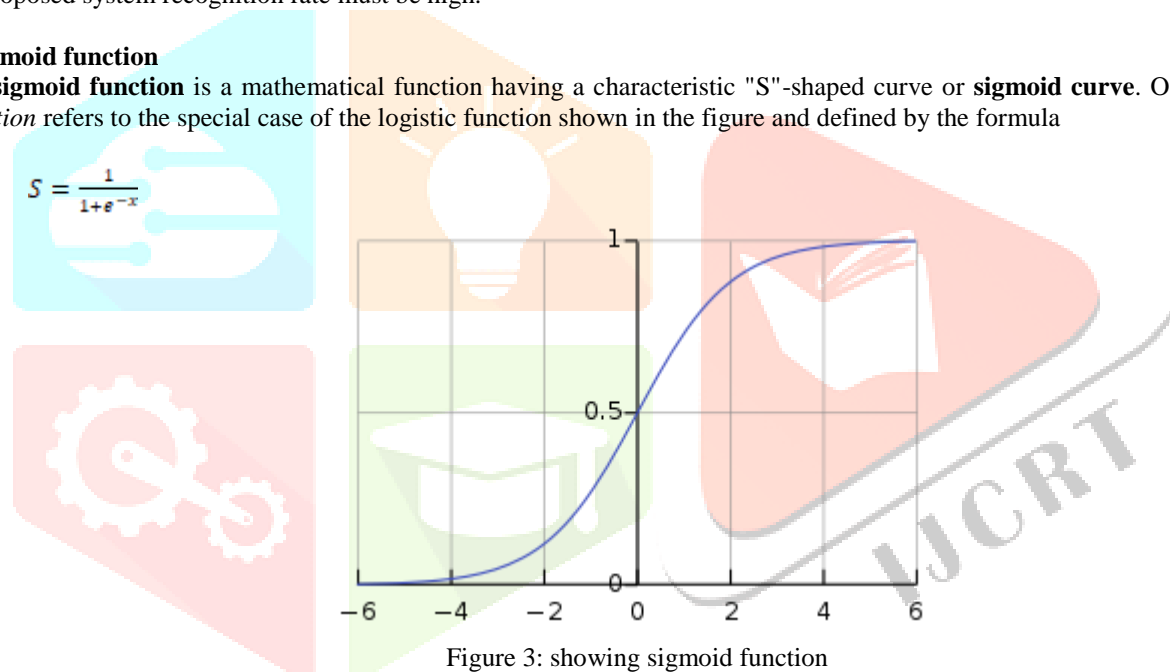 oposed system recognition rate must be high.
moid function
sigmoid function is a mathematical function having a characteristic "S"-shaped curve or sigmoid curve. O
tion refers to the special case of the logistic function shown in the figure and defined by the formula
S = \frac{1}{1+e^{-x}}
1
0.5
0
−6 −4 −2 0 2 4 6
IJCRT
Figure 3: showing sigmoid function